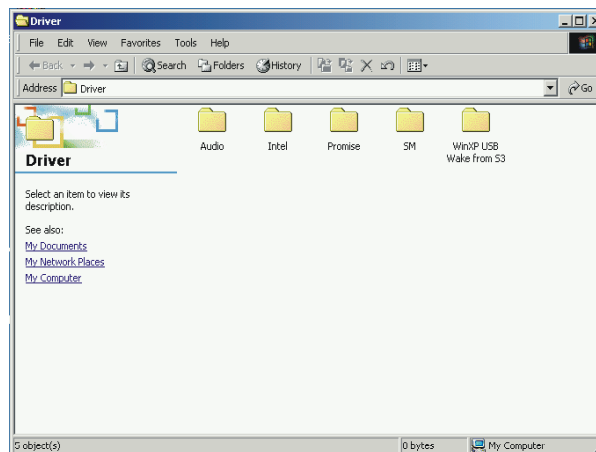 Driver
File Edit View Favorites Tools Help
Back Search Folders History
Address Driver Go
Audio Intel Promise SM WinXP USB
Wake from S3
Driver
Select an item to view its
description.
See also:
My Documents
My Network Places
My Computer
5 object(s) 0 bytes My Computer